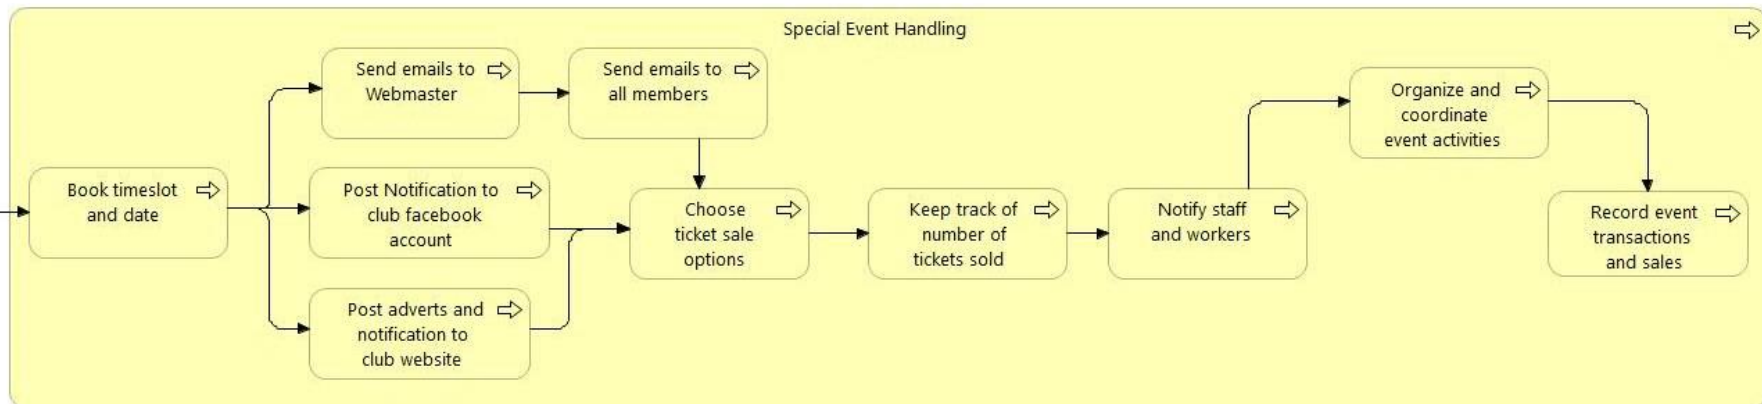 Special Event Handling
Send emails to
Webmaster
Send emails to
all members
Organize and
coordinate
event activities
Book timeslot
and date
Post Notification to
club facebook
account
Choose
ticket sale
options
Keep track of
number of
tickets sold
Notify staff
and workers
Record event
transactions
and sales
Post adverts and
notification to
club website